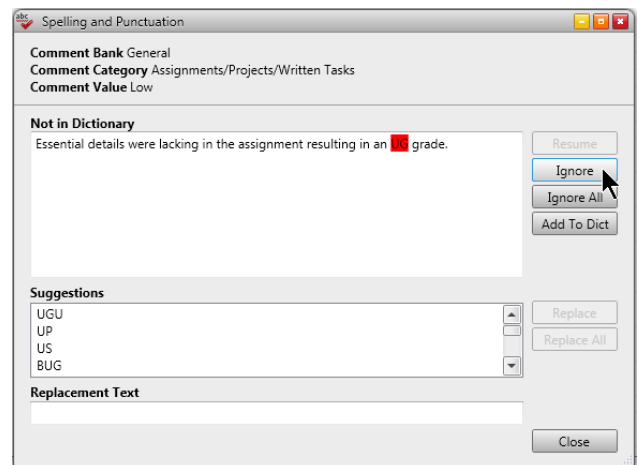 abc
Spelling and Punctuation
Comment Bank General
Comment Category Assignments/Projects/Written Tasks
Comment Value Low
Not in Dictionary
Essential details were lacking in the assignment resulting in an UG grade.
Resume
Ignore
Ignore All
Add To Dict
Suggestions
UGU
UP
US
BUG
Replace
Replace All
Replacement Text
Close